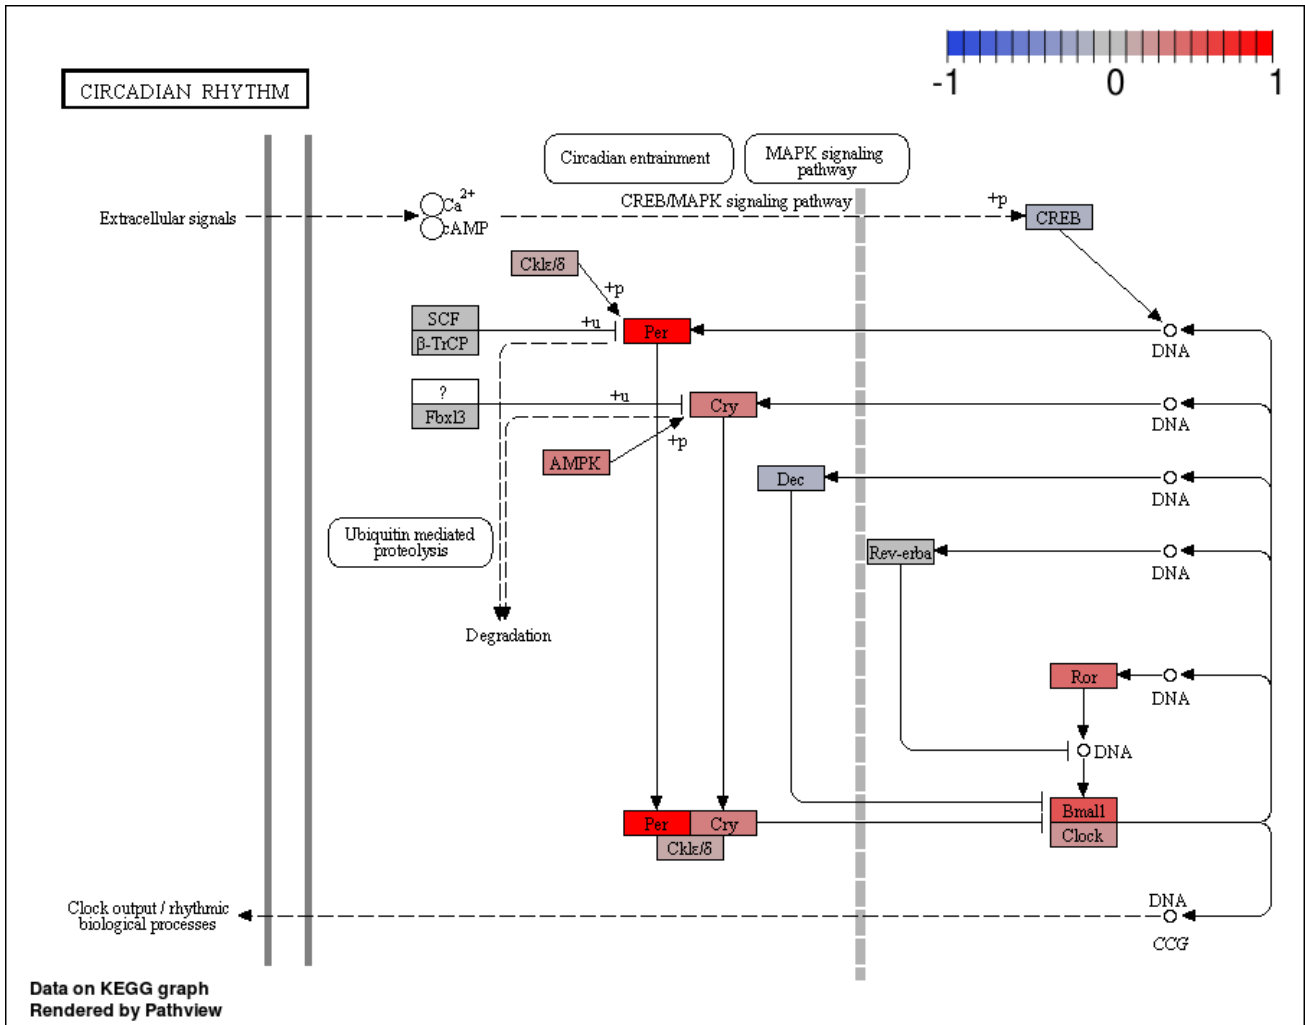 -1
0
1
CIRCADIAN RHYTHM
Circadian entrainment
MAPK signaling
pathway
Extracellular signals
Ca2+
cAMP
CREB/MAPK signaling pathway
+p
CREB
CkIε/δ
+p
SCF
β-TrCP
+u
Per
DNA
?
Fbxl3
+u
Cry
DNA
AMPK
+p
Dec
DNA
Ubiquitin mediated
proteolysis
Rev-erba
DNA
Degradation
Ror
DNA
DNA
Per
Cry
CkIε/δ
Bmal1
Clock
Clock output / rhythmic
biological processes
DNA
CCG
Data on KEGG graph
Rendered by Pathview